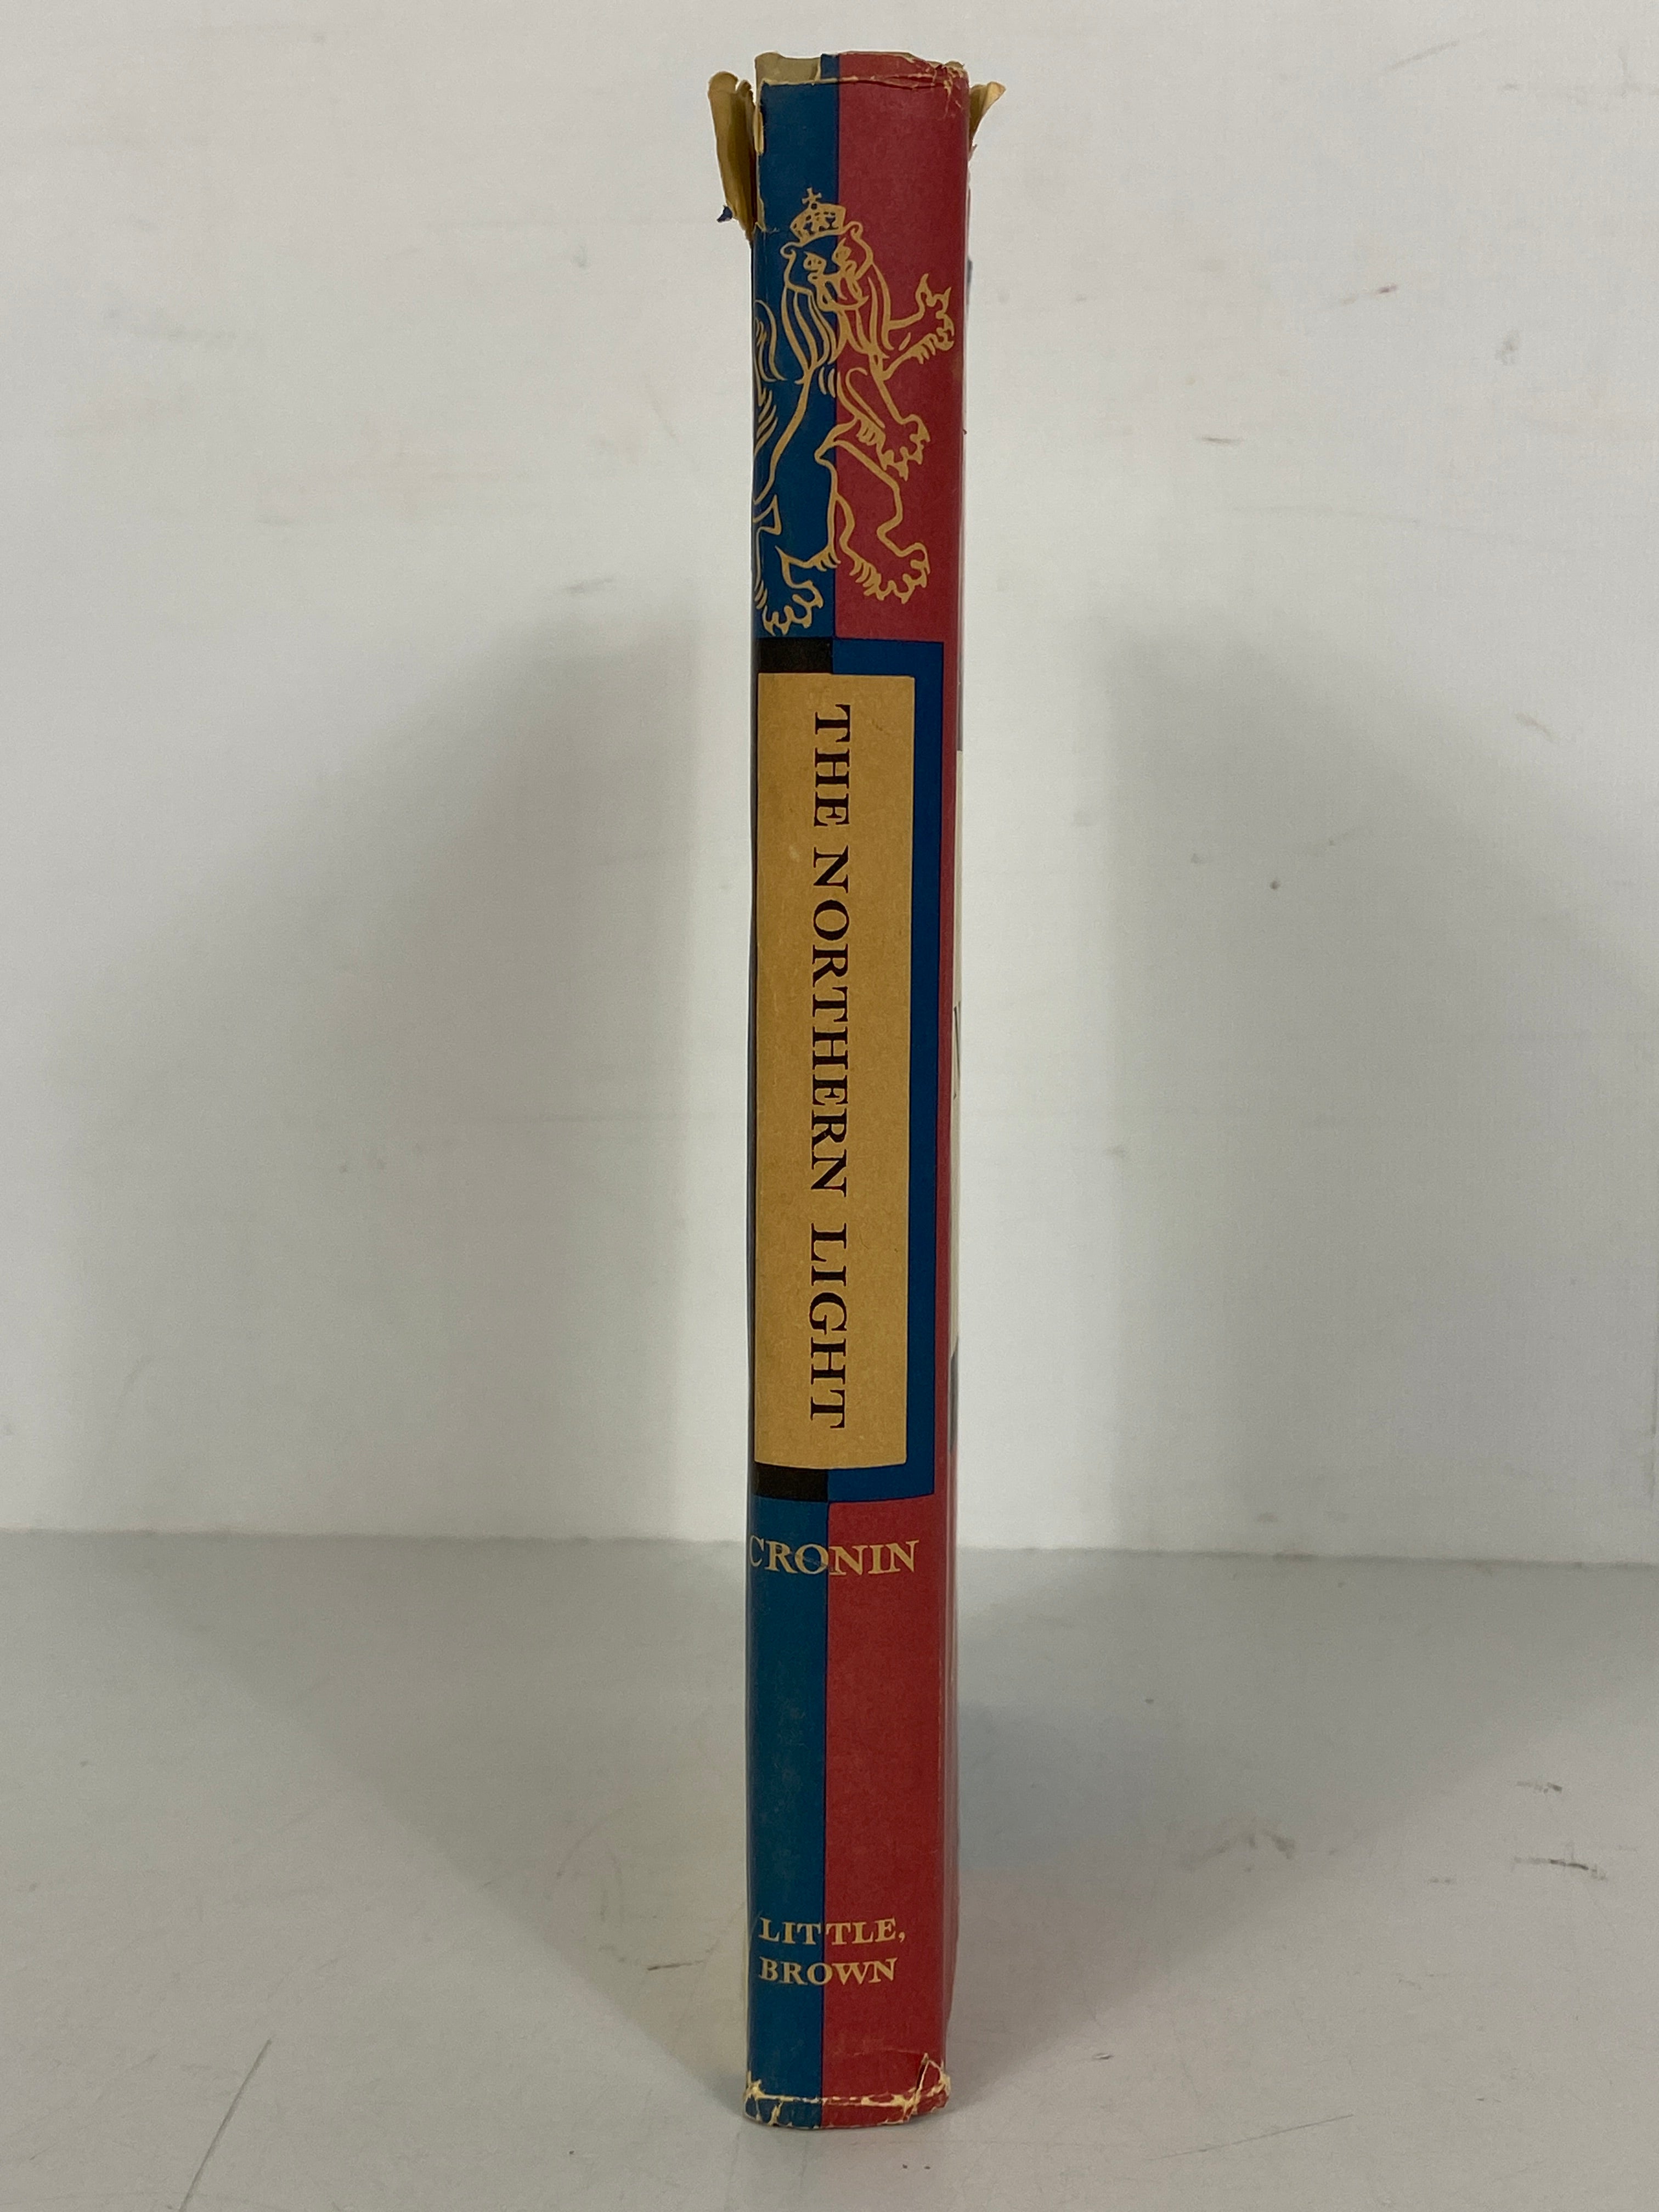 THE NORTHERN LIGHT
CRONIN
LITTLE,
BROWN